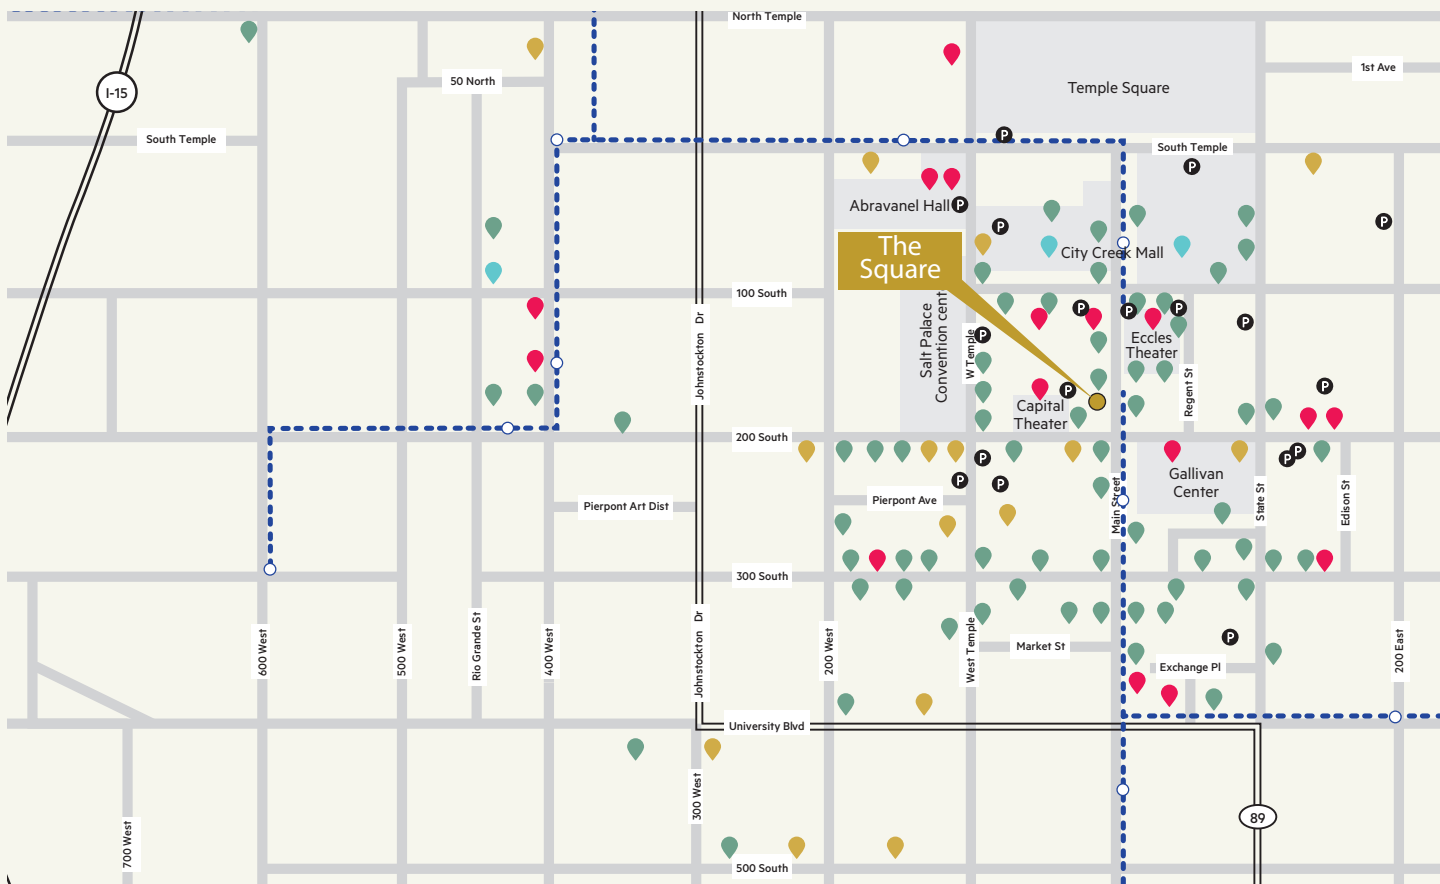 North Temple
1st Ave
50 North
Temple Square
I-15
South Temple
P
South Temple
P
Abravanel Hall
P
P
P
The
Square
City Creek Mall
100 South
Salt Palace
Convention cent
Johnstockton Dr
W Temple
P
P
P
P
P
Eccles
Theater
Regent St
P
P
Capital
Theater
200 South
P
P
P
P
P
Gallivan
Center
Pierpont Art Dist
Pierpont Ave
Main Street
State St
Edison St
300 South
600 West
500 West
Rio Grande St
400 West
Johnstockton Dr
200 West
West Temple
Market St
P
Exchange Pl
200 East
University Blvd
300 West
89
700 West
500 South